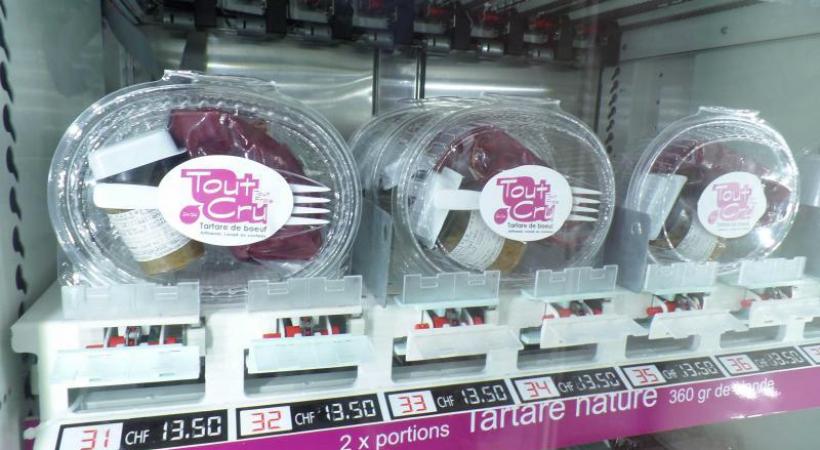 Tout
Cru
Tartare de boeuf
Tout
Cru
Tartare de boeuf
Tout
Cru
31 CHF 13.50
32 CHF 13.50
33 CHF 13.50
34 CHF 13.50
35 CHF 13.50
36 CHF 13.50
2 x portions Tartare nature 360 gr de viande